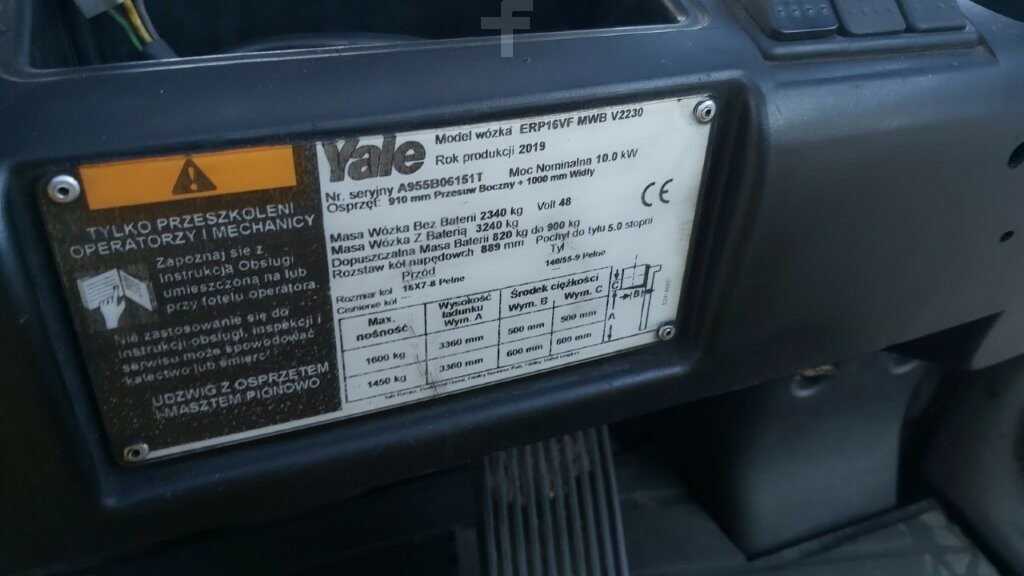 f
TYLKO PRZESZKOLENI
OPERATORZY I MECHANICY
Zapoznaj się z
Instrukcją Obsługi
umieszczoną na lub
przy fotelu operatora.
Nie zastosowanie się do
instrukcji obsługi, inspekcji i
serwisu może spowodować
kalectwo lub śmierć
UDŹWIG Z OSPRZĘTEM
I MASZTEM PIONOWO
Yale
Model wózka ERP16VF MWB V2230
Rok produkcji 2019
Nr. seryjny A955B06151T Moc Nominalna 10.0 kW
Osprzęt: 910 mm Przesuw Boczny + 1000 mm Widły
CE
Masa Wózka Bez Baterii 2340 kg Volt 48
Masa Wózka Z Baterią 3240 kg
Dopuszczalna Masa Baterii 820 kg do 900 kg
Rozstaw kół napędowch 889 mm Pochył do tyłu 5.0 stopni
Przód Tył
Rozmiar kół 18X7-8 Pełne 140/55-9 Pełne
Cisnienie kół
Max. nośność Wysokość ładunku Wym. A Środek ciężkości Wym. B Wym. C
1600 kg 3360 mm 500 mm 500 mm
1450 kg 3360 mm 600 mm 600 mm
C
B
A